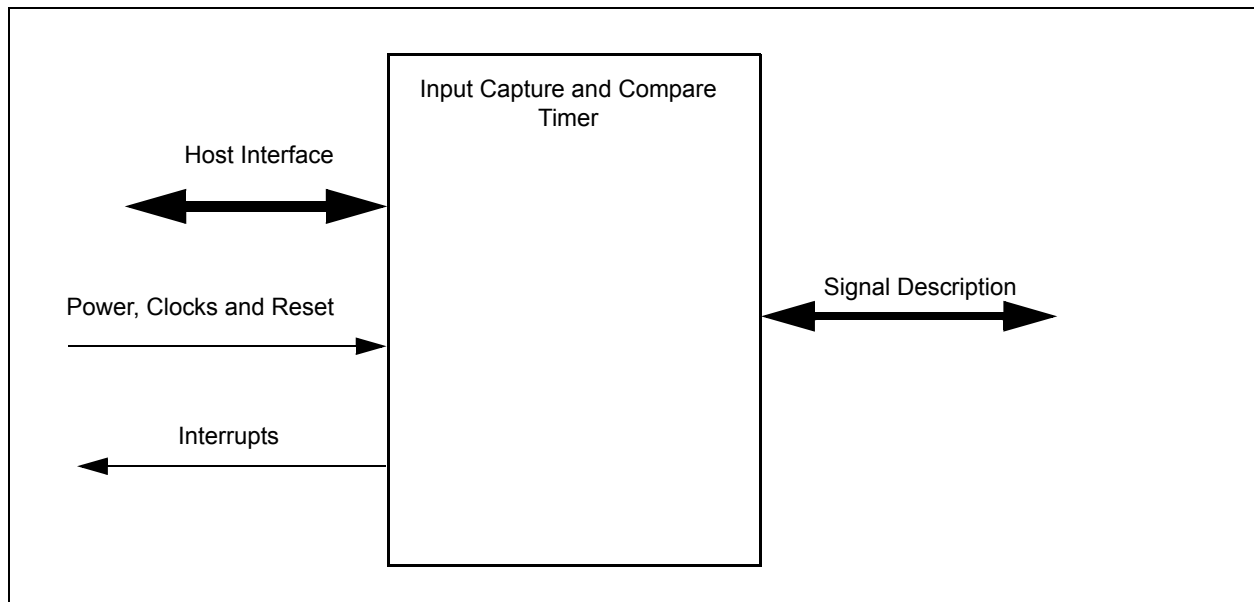 Input Capture and Compare
Timer
Host Interface
Power, Clocks and Reset
Signal Description
Interrupts